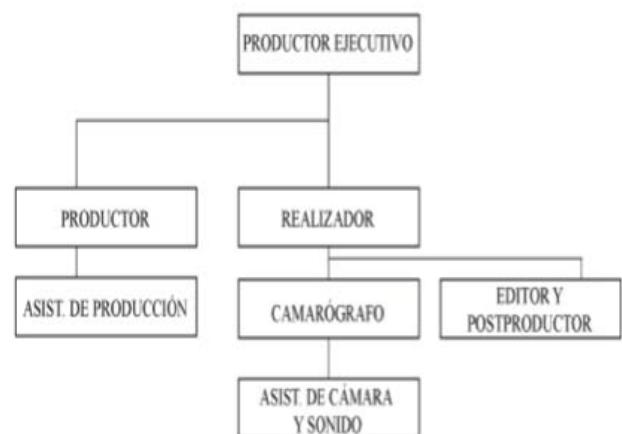 PRODUCTOR EJECUTIVO
PRODUCTOR
REALIZADOR
ASIST. DE PRODUCCIÓN
CAMARÓGRAFO
EDITOR Y
POSTPRODUCTOR
ASIST. DE CÁMARA
Y SONIDO